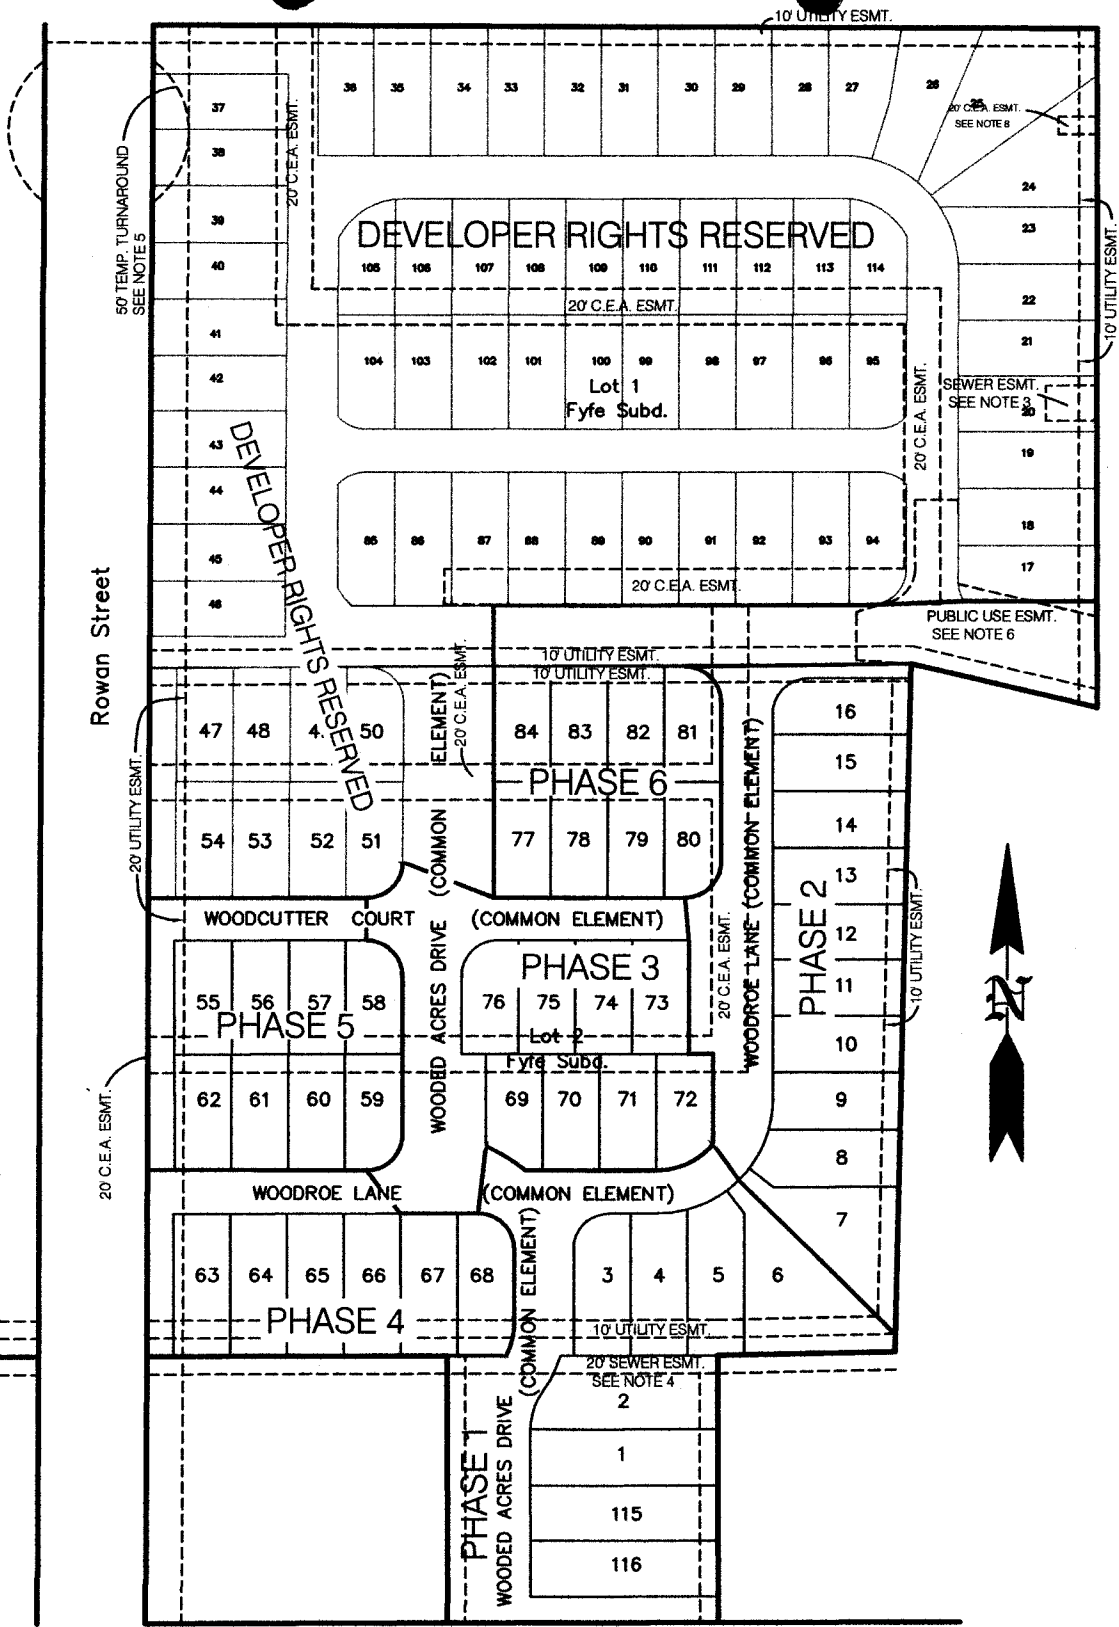 10' UTILITY ESMT.
36 35 34 33 32 31 30 29 28 27 26 25
20' C.E.A. ESMT.
SEE NOTE 8
37
38
39
40
41
42
43
44
45
46
20' C.E.A. ESMT.
50' TEMP. TURNAROUND
SEE NOTE 5
24
23
22
21
20
19
18
17
10' UTILITY ESMT.
DEVELOPER RIGHTS RESERVED
105 106 107 108 109 110 111 112 113 114
20' C.E.A. ESMT.
104 103 102 101 100 99 98 97 96 95
Lot 1
Fyfe Subd.
20' C.E.A. ESMT.
SEWER ESMT.
SEE NOTE 3
DEVELOPER RIGHTS RESERVED
85 86 87 88 89 90 91 92 93 94
20' C.E.A. ESMT.
Rowan Street
PUBLIC USE ESMT.
SEE NOTE 6
10' UTILITY ESMT.
10' UTILITY ESMT.
20' C.E.A. ESMT.
47 48 50
84 83 82 81
PHASE 6
54 53 52 51
77 78 79 80
20' UTILITY ESMT.
16
15
14
13
12
11
10
9
8
7
PHASE 2
10' UTILITY ESMT.
WOODROE LANE (COMMON ELEMENT)
20' C.E.A. ESMT.
WOODCUTTER COURT (COMMON ELEMENT)
WOODED ACRES DRIVE (COMMON ELEMENT)
PHASE 3
76 75 74 73
Lot 2
Fyfe Subd.
69 70 71 72
55 56 57 58
PHASE 5
62 61 60 59
20' C.E.A. ESMT.
N
WOODROE LANE (COMMON ELEMENT)
63 64 65 66 67 68
PHASE 4
3 4 5 6
10' UTILITY ESMT.
20' SEWER ESMT.
SEE NOTE 4
WOODED ACRES DRIVE (COMMON ELEMENT)
PHASE 1
2
1
115
116